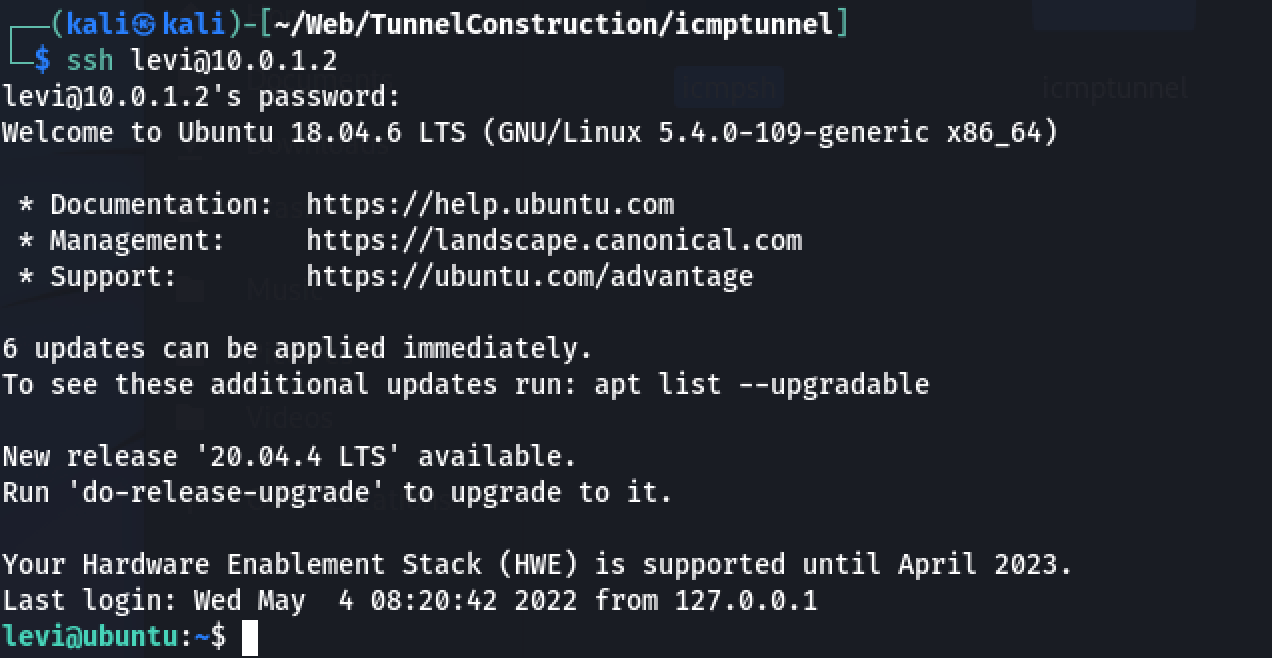 ┌──(kali㉿kali)-[~/Web/TunnelConstruction/icmptunnel]
└─$ ssh levi@10.0.1.2
levi@10.0.1.2's password:
Welcome to Ubuntu 18.04.6 LTS (GNU/Linux 5.4.0-109-generic x86_64)

 * Documentation:  https://help.ubuntu.com
 * Management:     https://landscape.canonical.com
 * Support:        https://ubuntu.com/advantage

6 updates can be applied immediately.
To see these additional updates run: apt list --upgradable

New release '20.04.4 LTS' available.
Run 'do-release-upgrade' to upgrade to it.

Your Hardware Enablement Stack (HWE) is supported until April 2023.
Last login: Wed May  4 08:20:42 2022 from 127.0.0.1
levi@ubuntu:~$
icmpsh
icmptunnel
Music
Videos